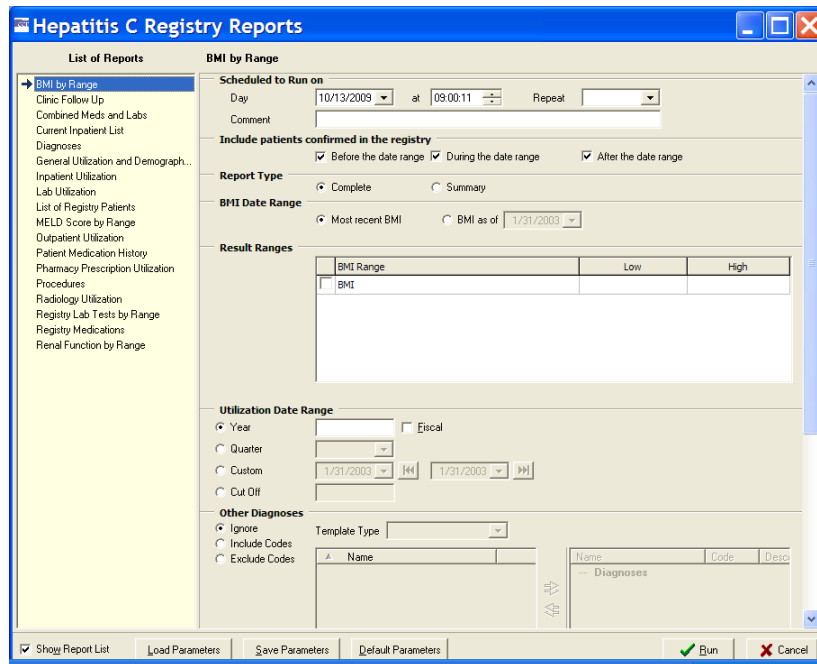 Hepatitis C Registry Reports
List of Reports
BMI by Range
BMI by Range
Clinic Follow Up
Combined Meds and Labs
Current Inpatient List
Diagnoses
General Utilization and Demograph...
Inpatient Utilization
Lab Utilization
List of Registry Patients
MELD Score by Range
Outpatient Utilization
Patient Medication History
Pharmacy Prescription Utilization
Procedures
Radiology Utilization
Registry Lab Tests by Range
Registry Medications
Renal Function by Range
Scheduled to Run on
Day 10/13/2009 at 09:00:11 Repeat
Comment
Include patients confirmed in the registry
Before the date range During the date range After the date range
Report Type
Complete Summary
BMI Date Range
Most recent BMI BMI as of 1/31/2003
Result Ranges
BMI Range Low High
BMI
Utilization Date Range
Year Fiscal
Quarter
Custom 1/31/2003 1/31/2003
Cut Off
Other Diagnoses
Ignore Template Type
Include Codes
Exclude Codes Name Name Code Desc
Diagnoses
Show Report List Load Parameters Save Parameters Default Parameters Run Cancel